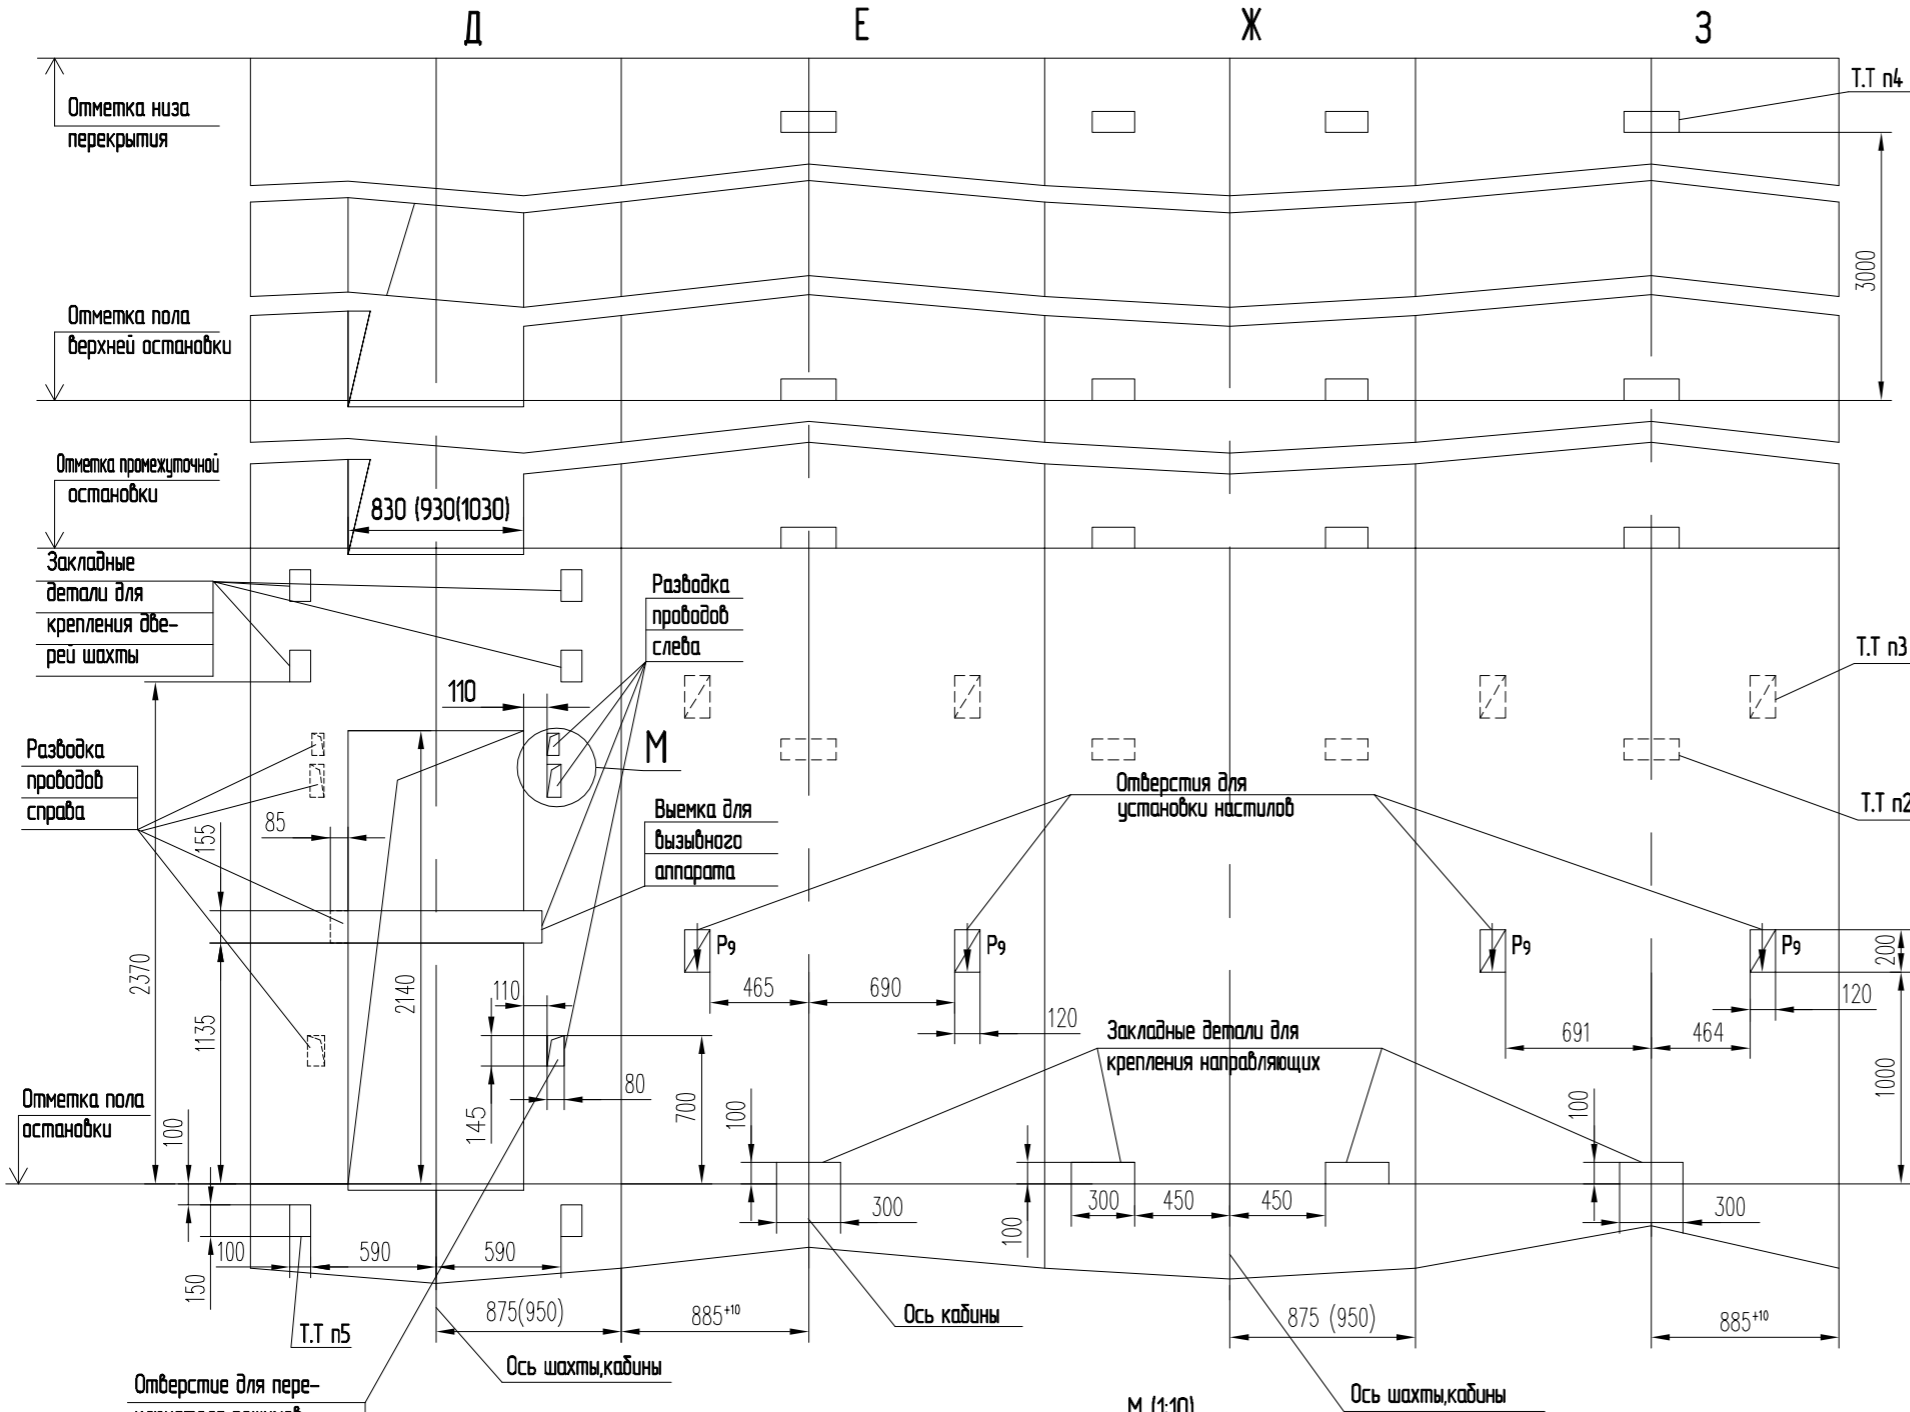 Д
Е
Ж
З
Отметка низа
перекрытия
Т.Т п4
3000
Отметка пола
верхней остановки
Отметка промежуточной
остановки
830 (930(1030)
Закладные
детали для
крепления две-
рей шахты
Разводка
проводов
слева
Т.Т п3
110
М
Разводка
проводов
справа
Отверстия для
установки настилов
Т.Т п2
85
155
Выемка для
вызывного
аппарата
2370
1135
2140
Р9
Р9
Р9
Р9
200
465
690
120
110
120
691
464
1000
Закладные детали для
крепления направляющих
145
80
700
Отметка пола
остановки
100
100
100
100
300
300
450
450
300
150
100
590
590
Т.Т п5
875(950)
885+10
Ось кабины
875 (950)
885+10
Ось шахты,кабины
Ось шахты,кабины
Отверстие для пере-
М (1:10)